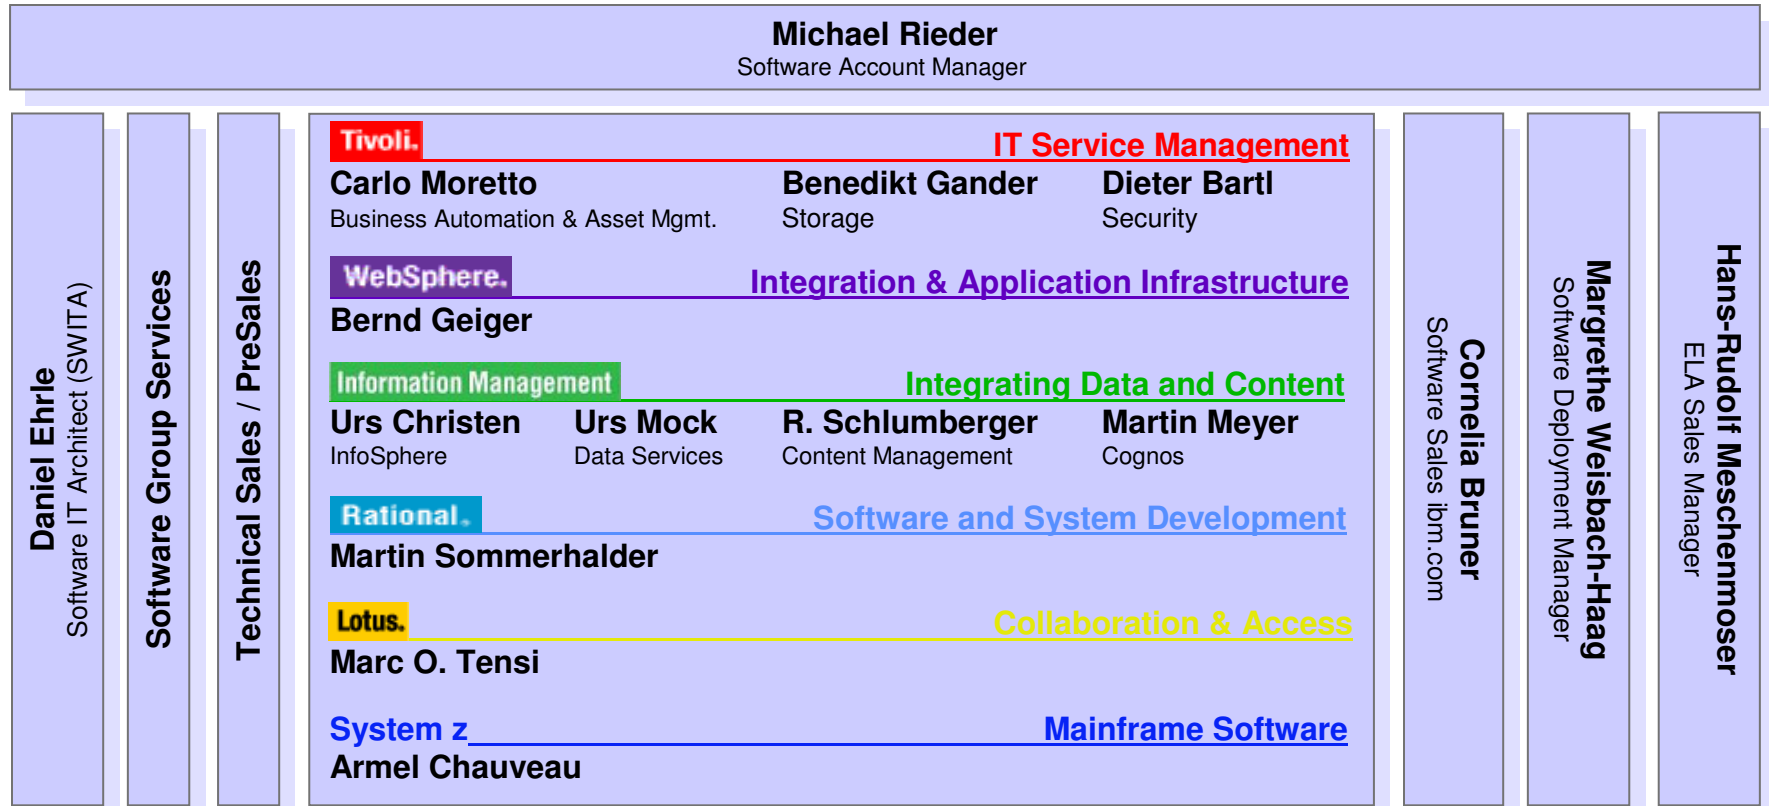 Michael Rieder
Software Account Manager
Daniel Ehrle
Software IT Architect (SWITA)
Software Group Services
Technical Sales / PreSales
Tivoli. IT Service Management
Carlo Moretto Benedikt Gander Dieter Bartl
Business Automation & Asset Mgmt. Storage Security
WebSphere. Integration & Application Infrastructure
Bernd Geiger
Information Management Integrating Data and Content
Urs Christen Urs Mock R. Schlumberger Martin Meyer
InfoSphere Data Services Content Management Cognos
Rational. Software and System Development
Martin Sommerhalder
Lotus. Collaboration & Access
Marc O. Tensi
System z Mainframe Software
Armel Chauveau
Cornelia Bruner
Software Sales ibm.com
Margrethe Weisbach-Haag
Software Deployment Manager
Hans-Rudolf Meschenmoser
ELA Sales Manager